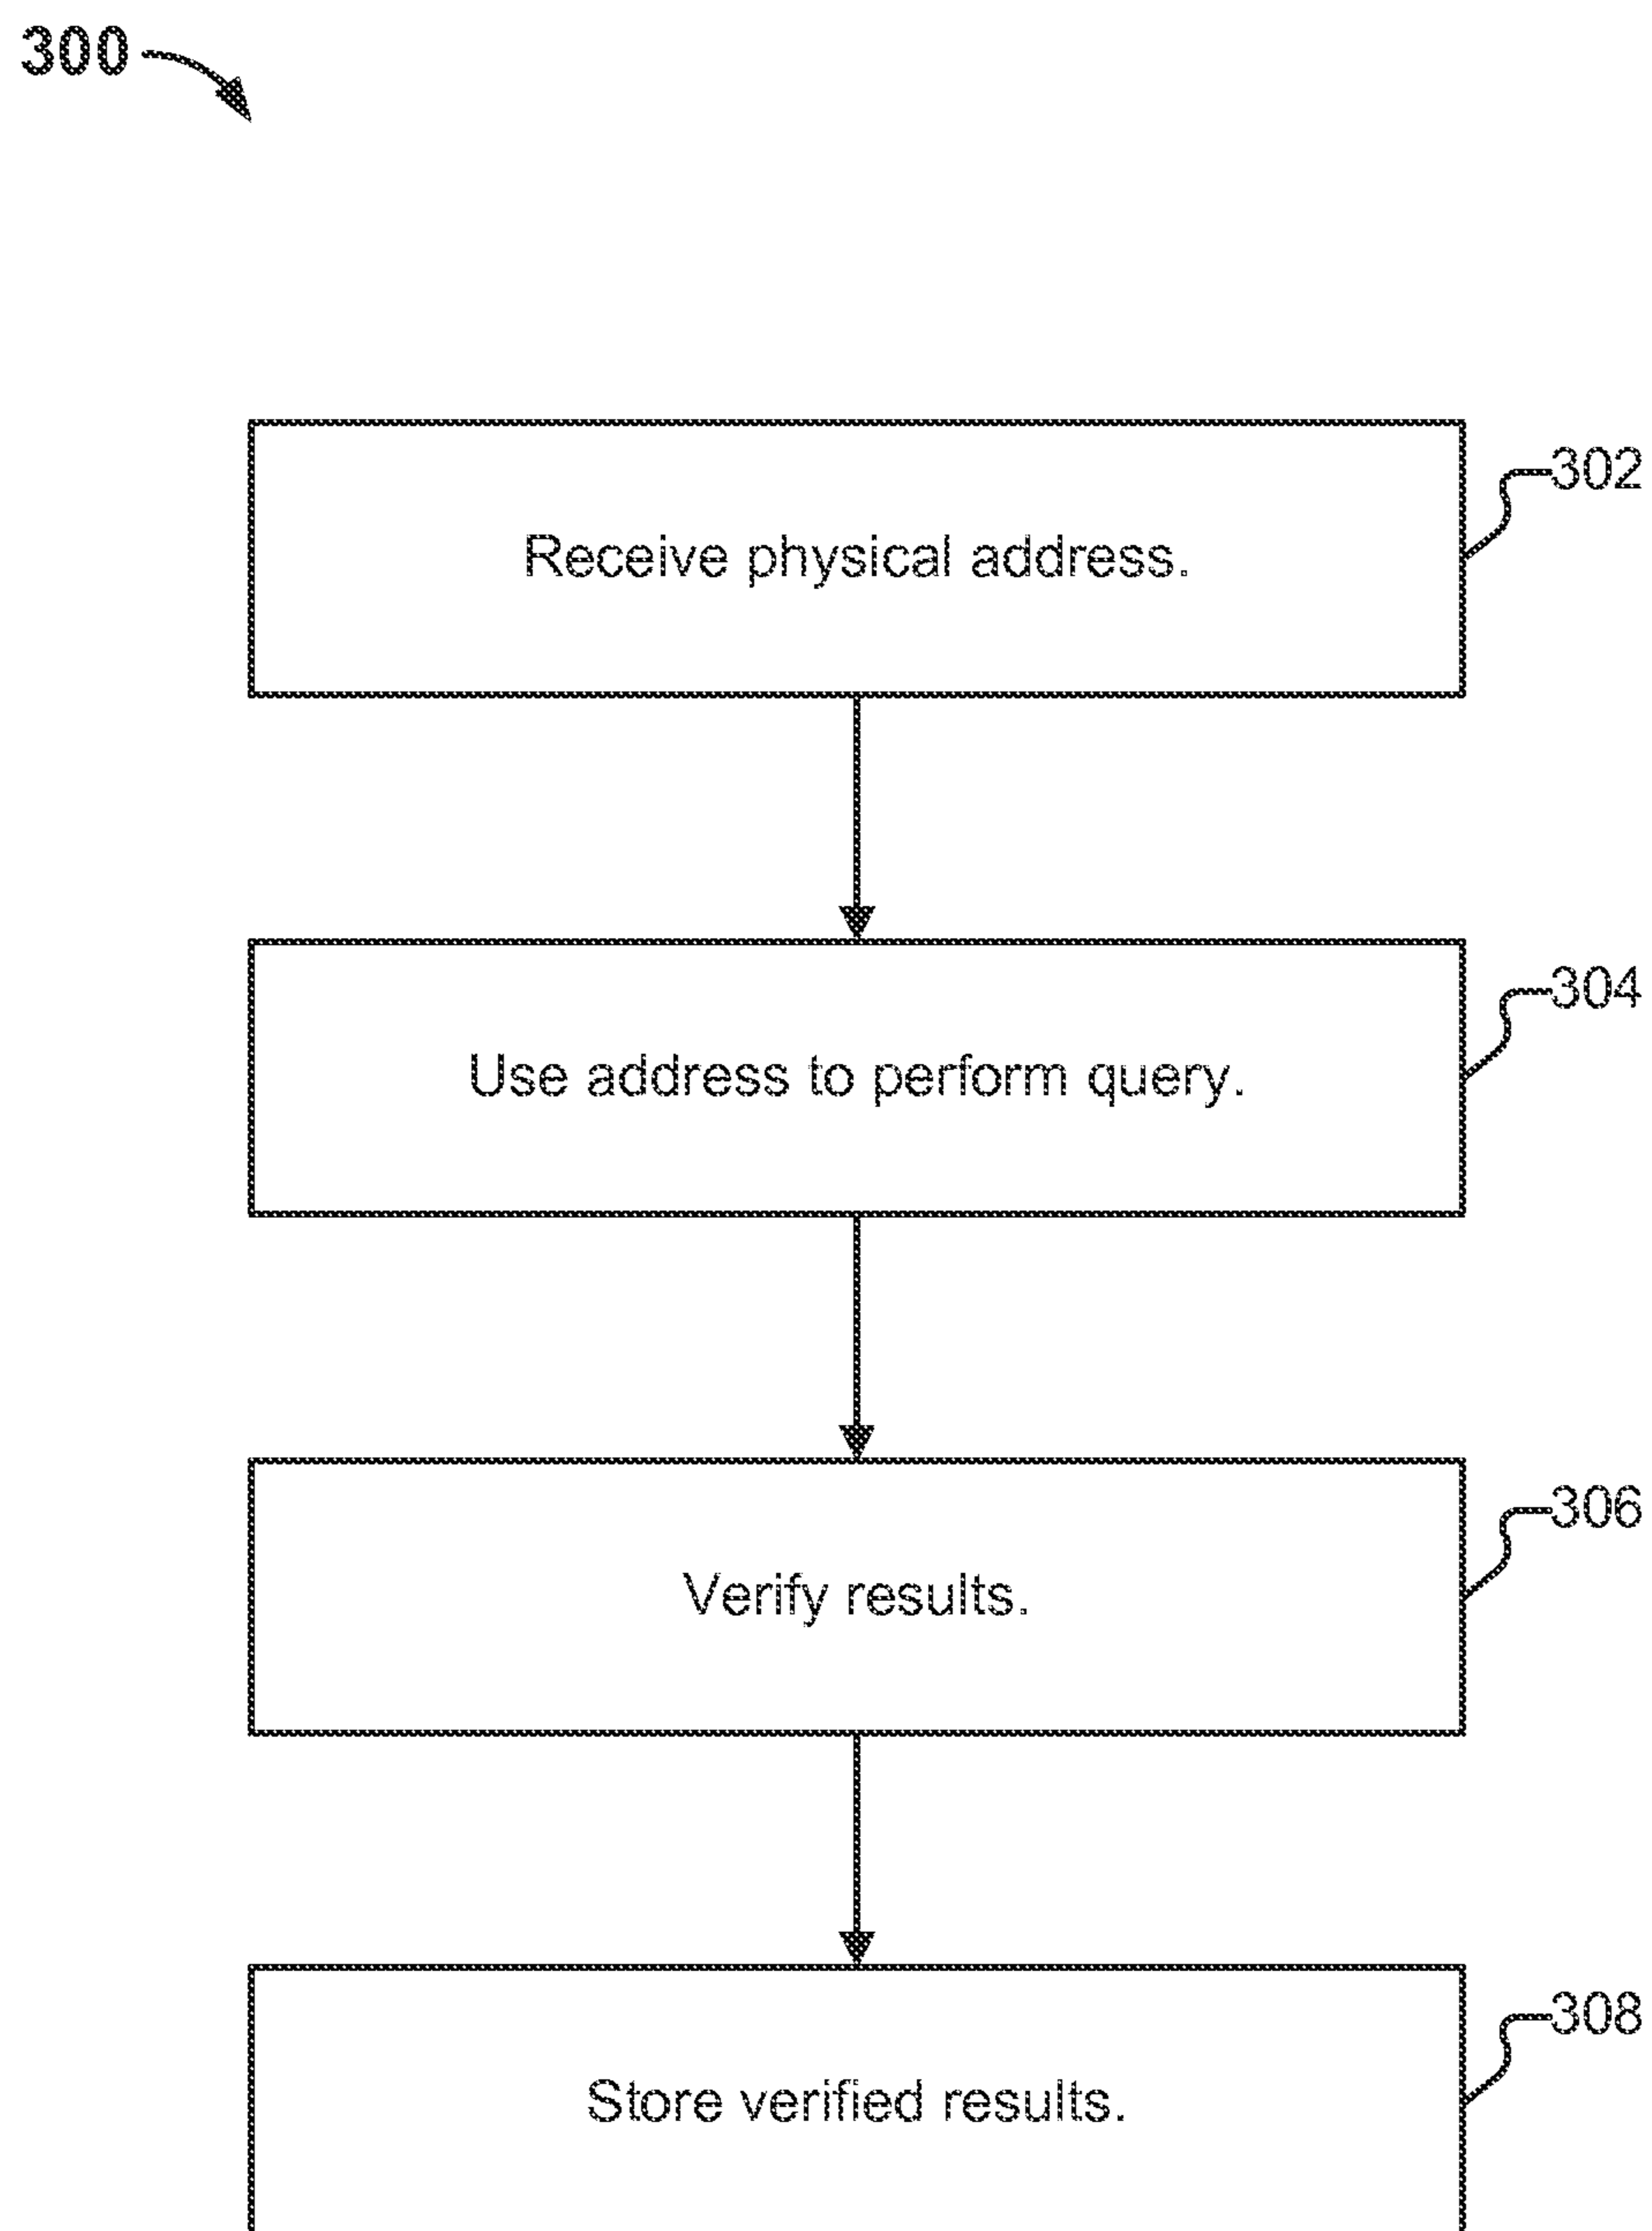 300
302
Receive physical address.
304
Use address to perform query.
306
Verify results.
308
Store verified results.